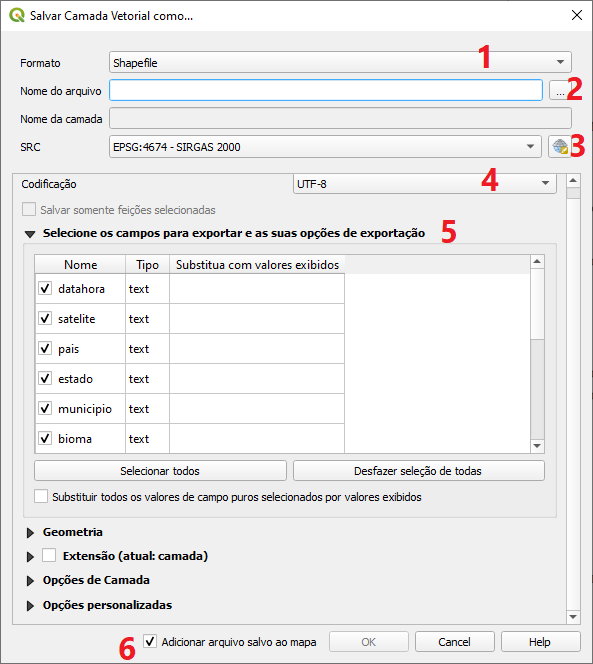 Salvar Camada Vetorial como...
Formato Shapefile 1
Nome do arquivo ... 2
Nome da camada
SRC EPSG:4674 - SIRGAS 2000 3
Codificação UTF-8 4
Salvar somente feições selecionadas
Selecione os campos para exportar e as suas opções de exportação 5
Nome Tipo Substitua com valores exibidos
datahora text
satelite text
pais text
estado text
municipio text
bioma text
Selecionar todos Desfazer seleção de todas
Substituir todos os valores de campo puros selecionados por valores exibidos
Geometria
Extensão (atual: camada)
Opções de Camada
Opções personalizadas
6 Adicionar arquivo salvo ao mapa OK Cancel Help